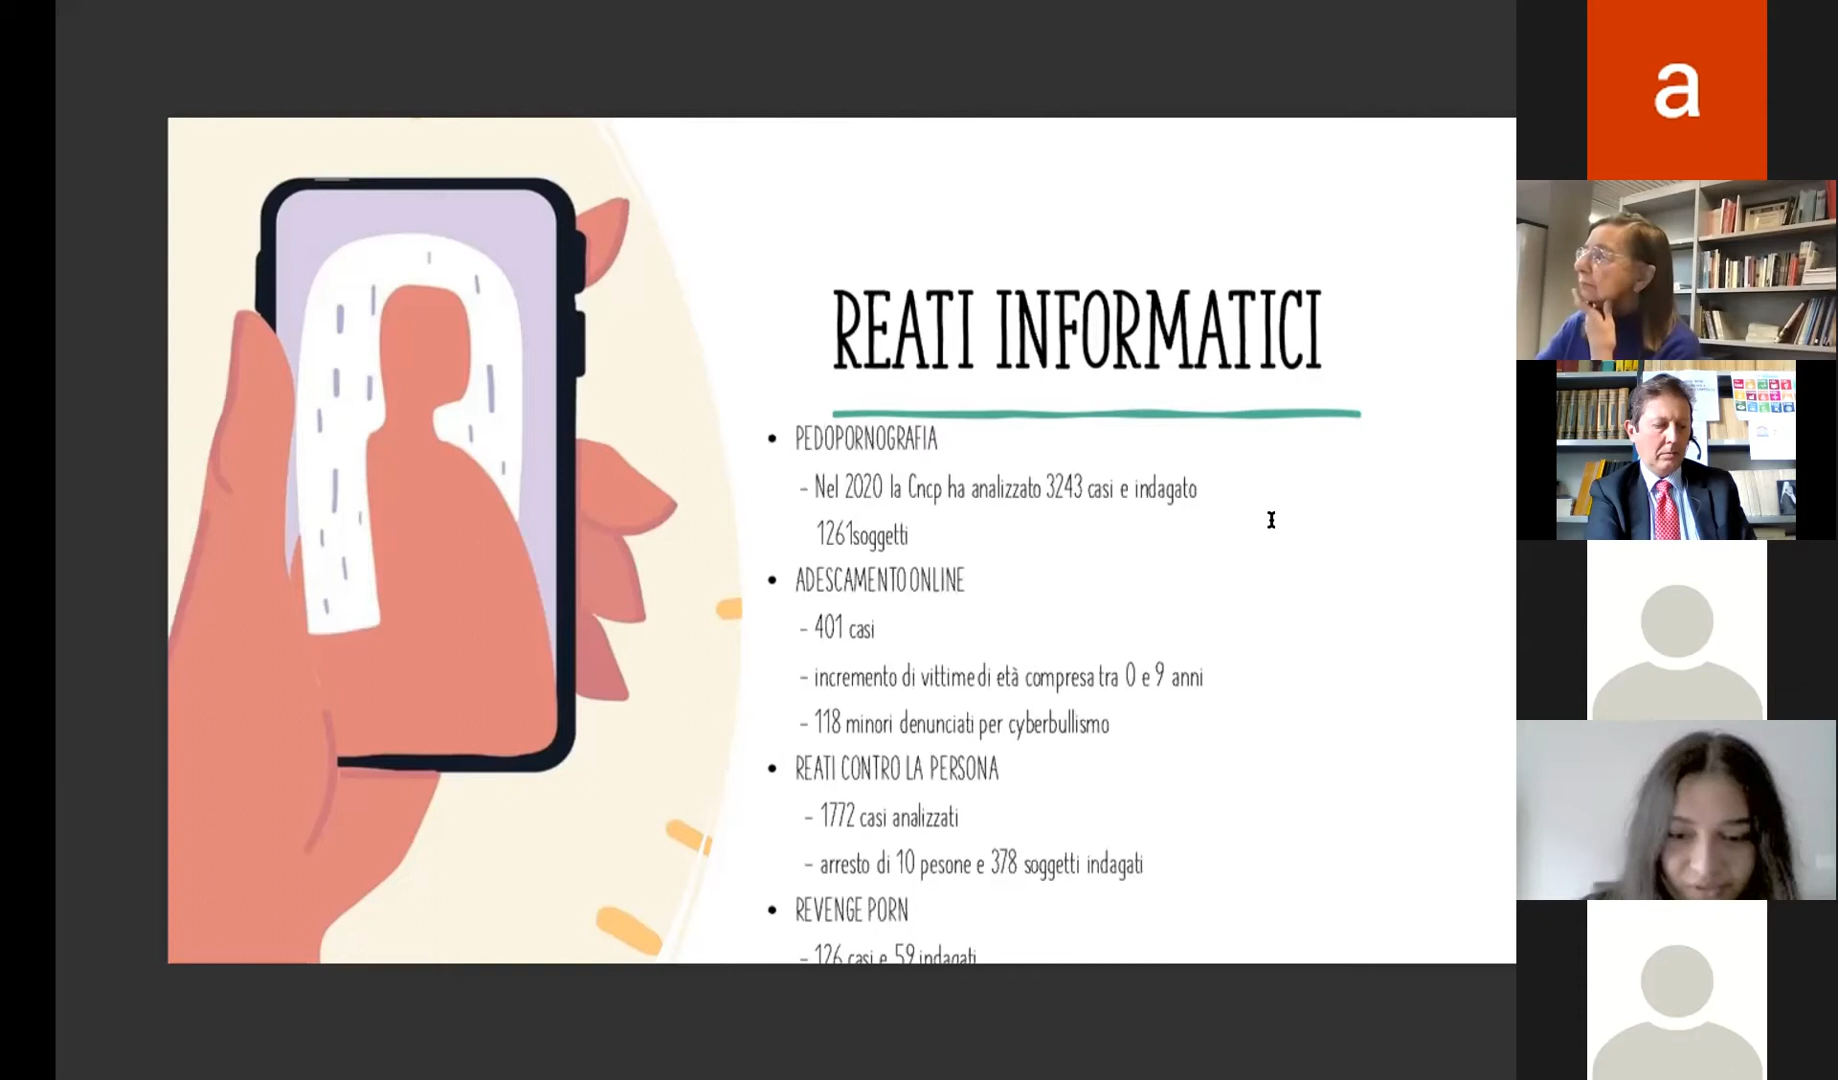 a
REATI INFORMATICI
• PEDOPORNOGRAFIA
- Nel 2020 la Cncp ha analizzato 3243 casi e indagato
1261soggetti
• ADESCAMENTO ONLINE
- 401 casi
- incremento di vittime di età compresa tra 0 e 9 anni
- 118 minori denunciati per cyberbullismo
• REATI CONTRO LA PERSONA
- 1772 casi analizzati
- arresto di 10 pesone e 378 soggetti indagati
• REVENGE PORN
- 126 casi e 59 indagati